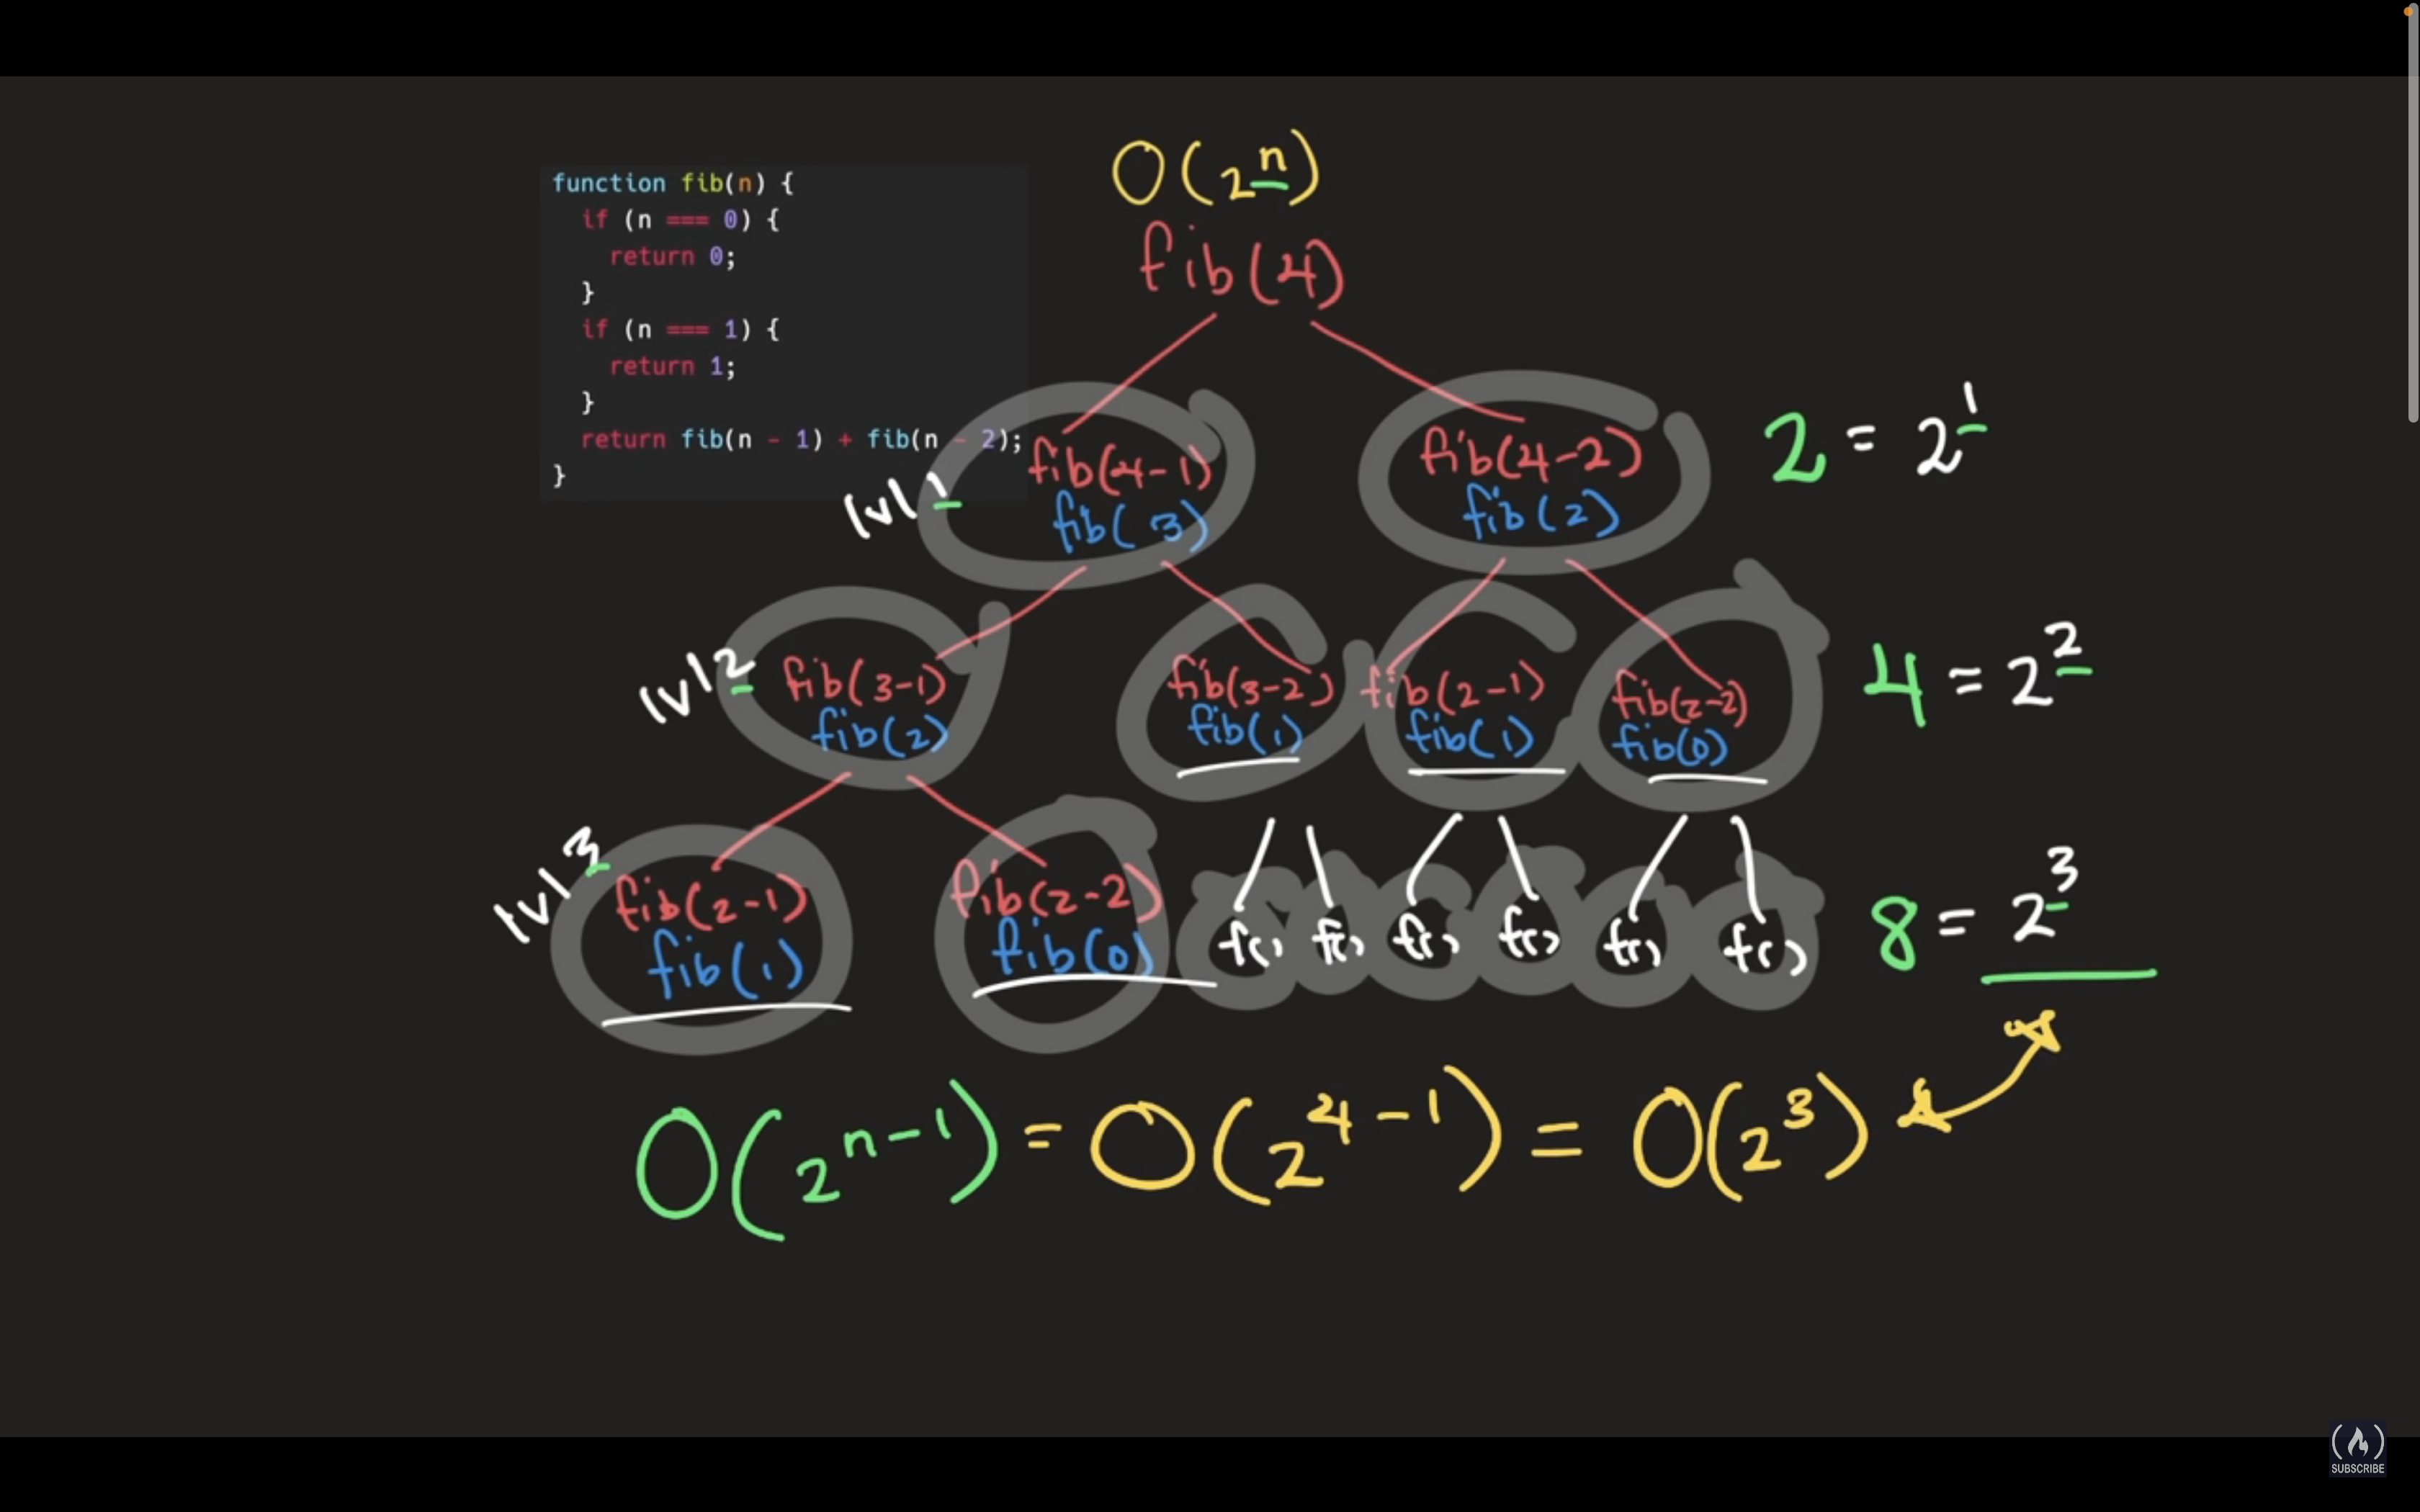 function fib(n) {
if (n === 0) {
return 0;
}
if (n === 1) {
return 1;
}
return fib(n - 1) + fib(n - 2);
}
O(2^n)
fib(4)
lvl 1
fib(4-1)
fib(3)
fib(4-2)
fib(2)
2 = 2^1
lvl 2
fib(3-1)
fib(2)
fib(3-2)
fib(1)
fib(2-1)
fib(1)
fib(2-2)
fib(0)
4 = 2^2
lvl 3
fib(2-1)
fib(1)
fib(2-2)
fib(0)
f() f() f() f() f() f()
8 = 2^3
O(2^n-1) = O(2^4-1) = O(2^3)
SUBSCRIBE